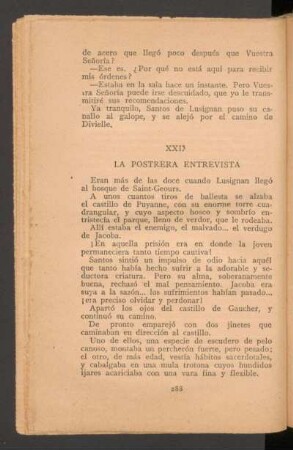 de acero que llegó poco después que Vuestra
Señoría?
—Ese es. ¿Por qué no está aquí para recibir
mis órdenes?
—Estaba en la sala hace un instante. Pero Vues-
tra Señoría puede irse descuidado, que yo le trans-
mitiré sus recomendaciones.
Ya tranquilo, Santos de Lusignan puso su ca-
ballo al galope, y se alejó por el camino de
Divielle.
XXII
LA POSTRERA ENTREVISTA
Eran más de las doce cuando Lusignan llegó
al bosque de Saint-Geours.
A unos cuantos tiros de ballesta se alzaba
el castillo de Poyanne, con su enorme torre cua-
drangular, y cuyo aspecto hosco y sombrío en-
tristecía el parque, lleno de verdor, que le rodeaba.
Allí estaba el enemigo, el malvado... el verdugo
de Jacoba.
¡En aquella prisión era en donde la joven
permaneciera tanto tiempo cautiva!
Santos sintió un impulso de odio hacia aquél
que tanto había hecho sufrir a la adorable y se-
ductora criatura. Pero su alma, soberanamente
buena, rechazó el mal pensamiento. Jacoba era
suya a la sazón... las sufrimientos habían pasado...
¡era preciso olvidar y perdonar!
Apartó los ojos del castillo de Gaucher, y con-
tinuó su camino.
De pronto emparejó con dos jinetes que
caminaban en dirección al castillo.
Uno de ellos, una especie de escudero de pelo
canoso, montaba un percherón fuerte, pero pesado;
el otro, de más edad, vestía hábitos sacerdotales,
y cabalgaba en una mula trotona cuyos hundidos
ijares acariciaba con una vara fina y flexible.
288